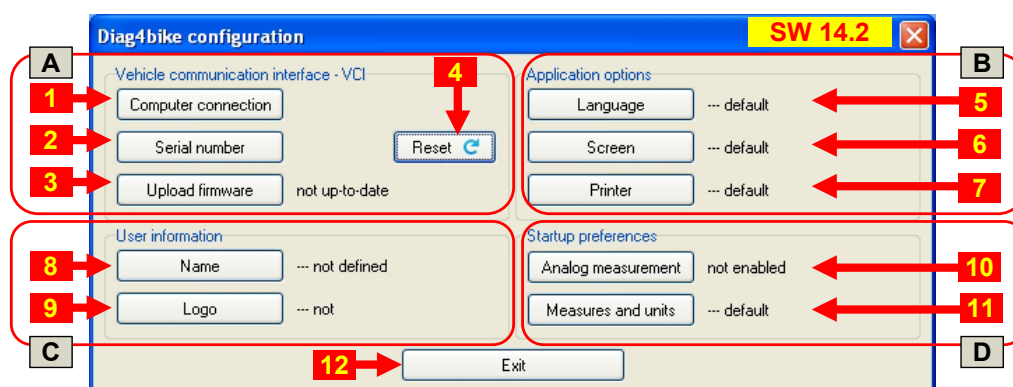 Diag4bike configuration SW 14.2
A Vehicle communication interface - VCI 4
1 Computer connection
2 Serial number Reset
3 Upload firmware not up-to-date
Application options B
Language --- default 5
Screen --- default 6
Printer --- default 7
User information
8 Name --- not defined
9 Logo --- not
C
Startup preferences
Analog measurement not enabled 10
Measures and units --- default 11
D
12 Exit